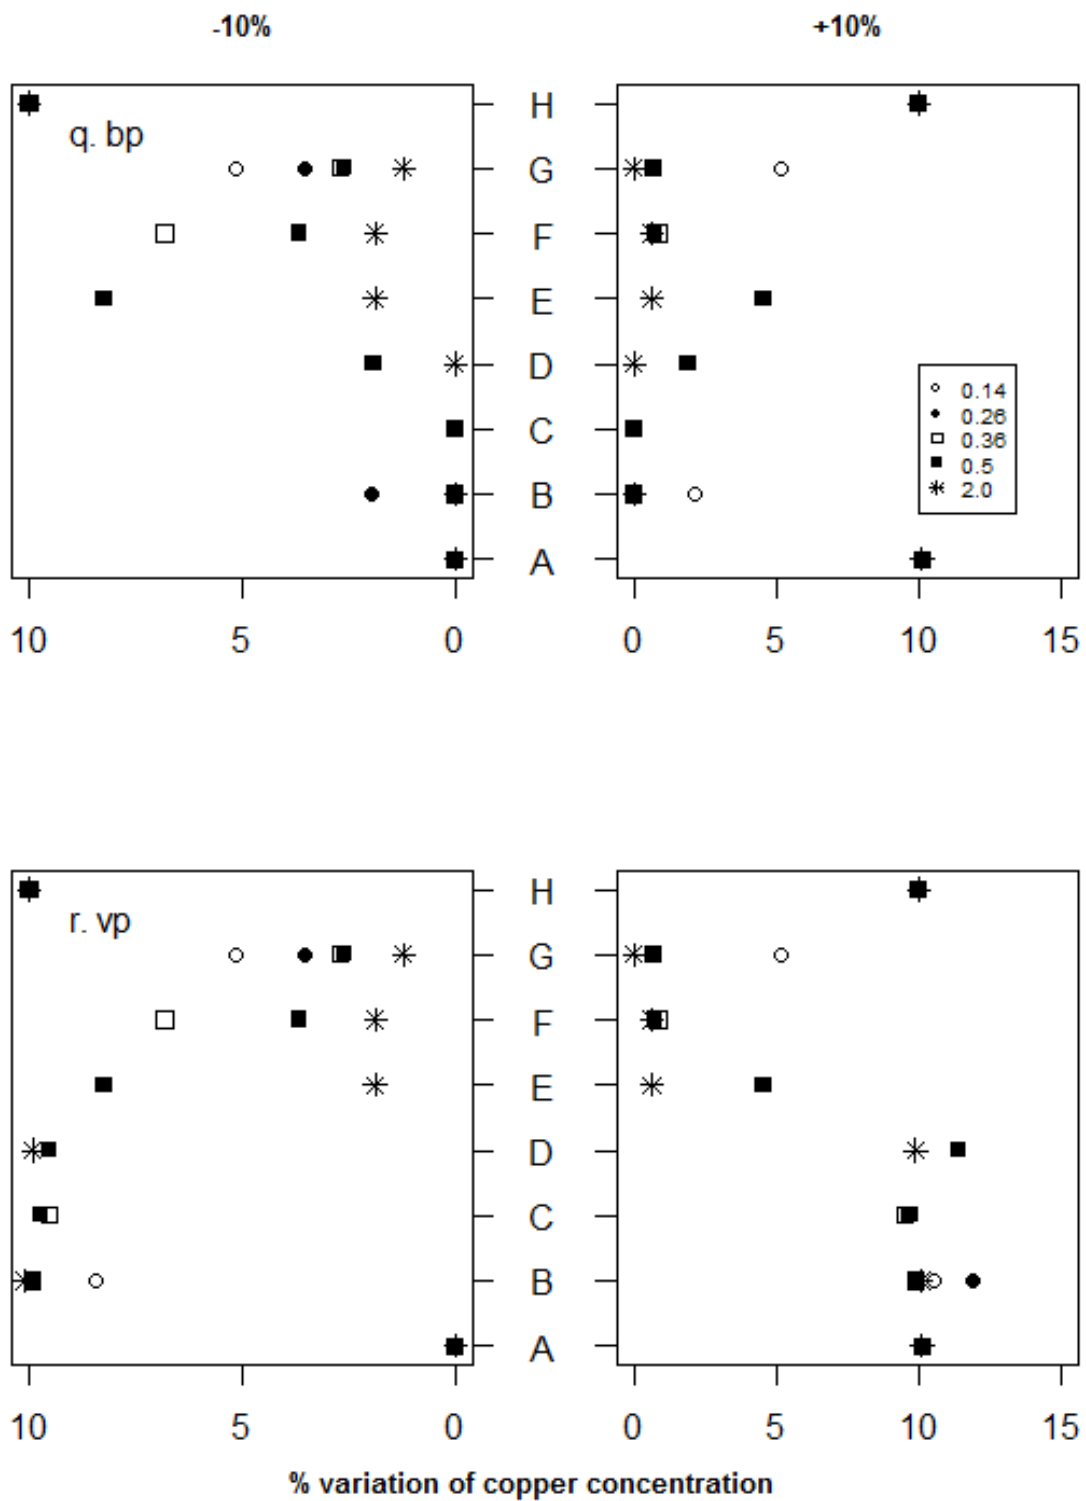 -10% +10%
q. bp
H
G
F
E
D
C
B
A
0.14
0.26
0.36
0.5
2.0
10 5 0 0 5 10 15
r. vp
H
G
F
E
D
C
B
A
10 5 0 0 5 10 15
% variation of copper concentration